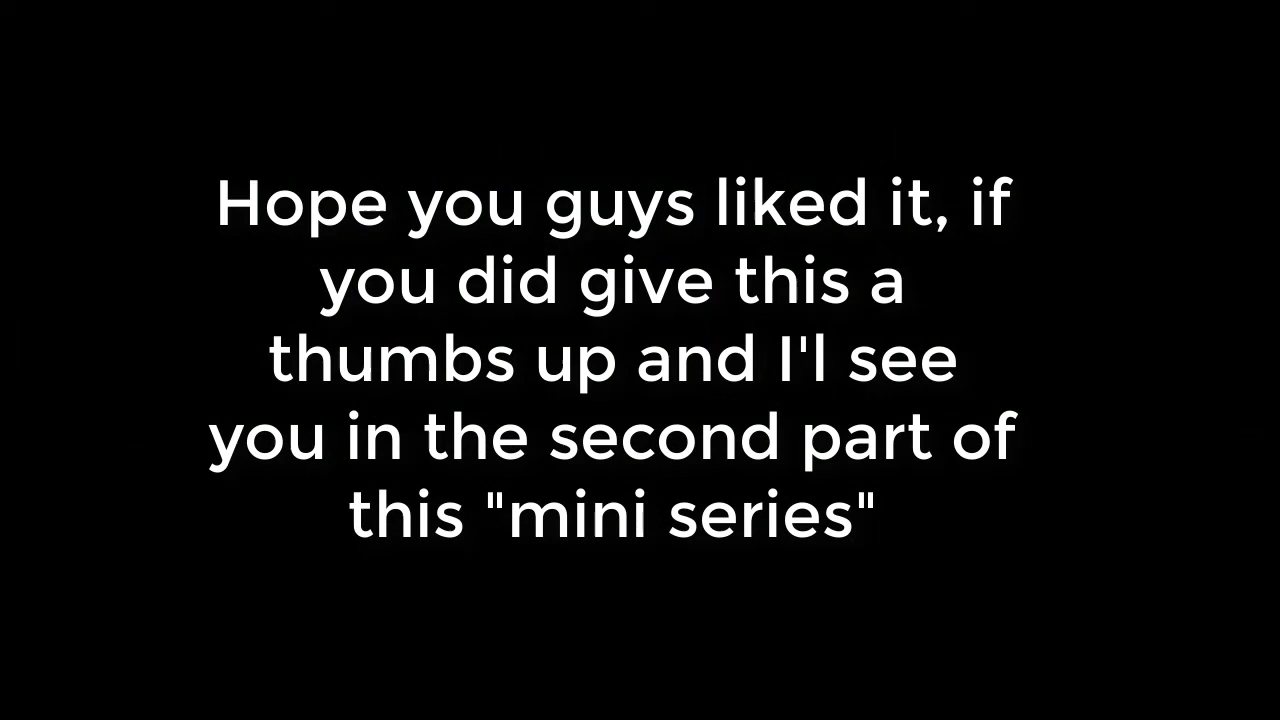 Hope you guys liked it, if
you did give this a
thumbs up and I'l see
you in the second part of
this "mini series"